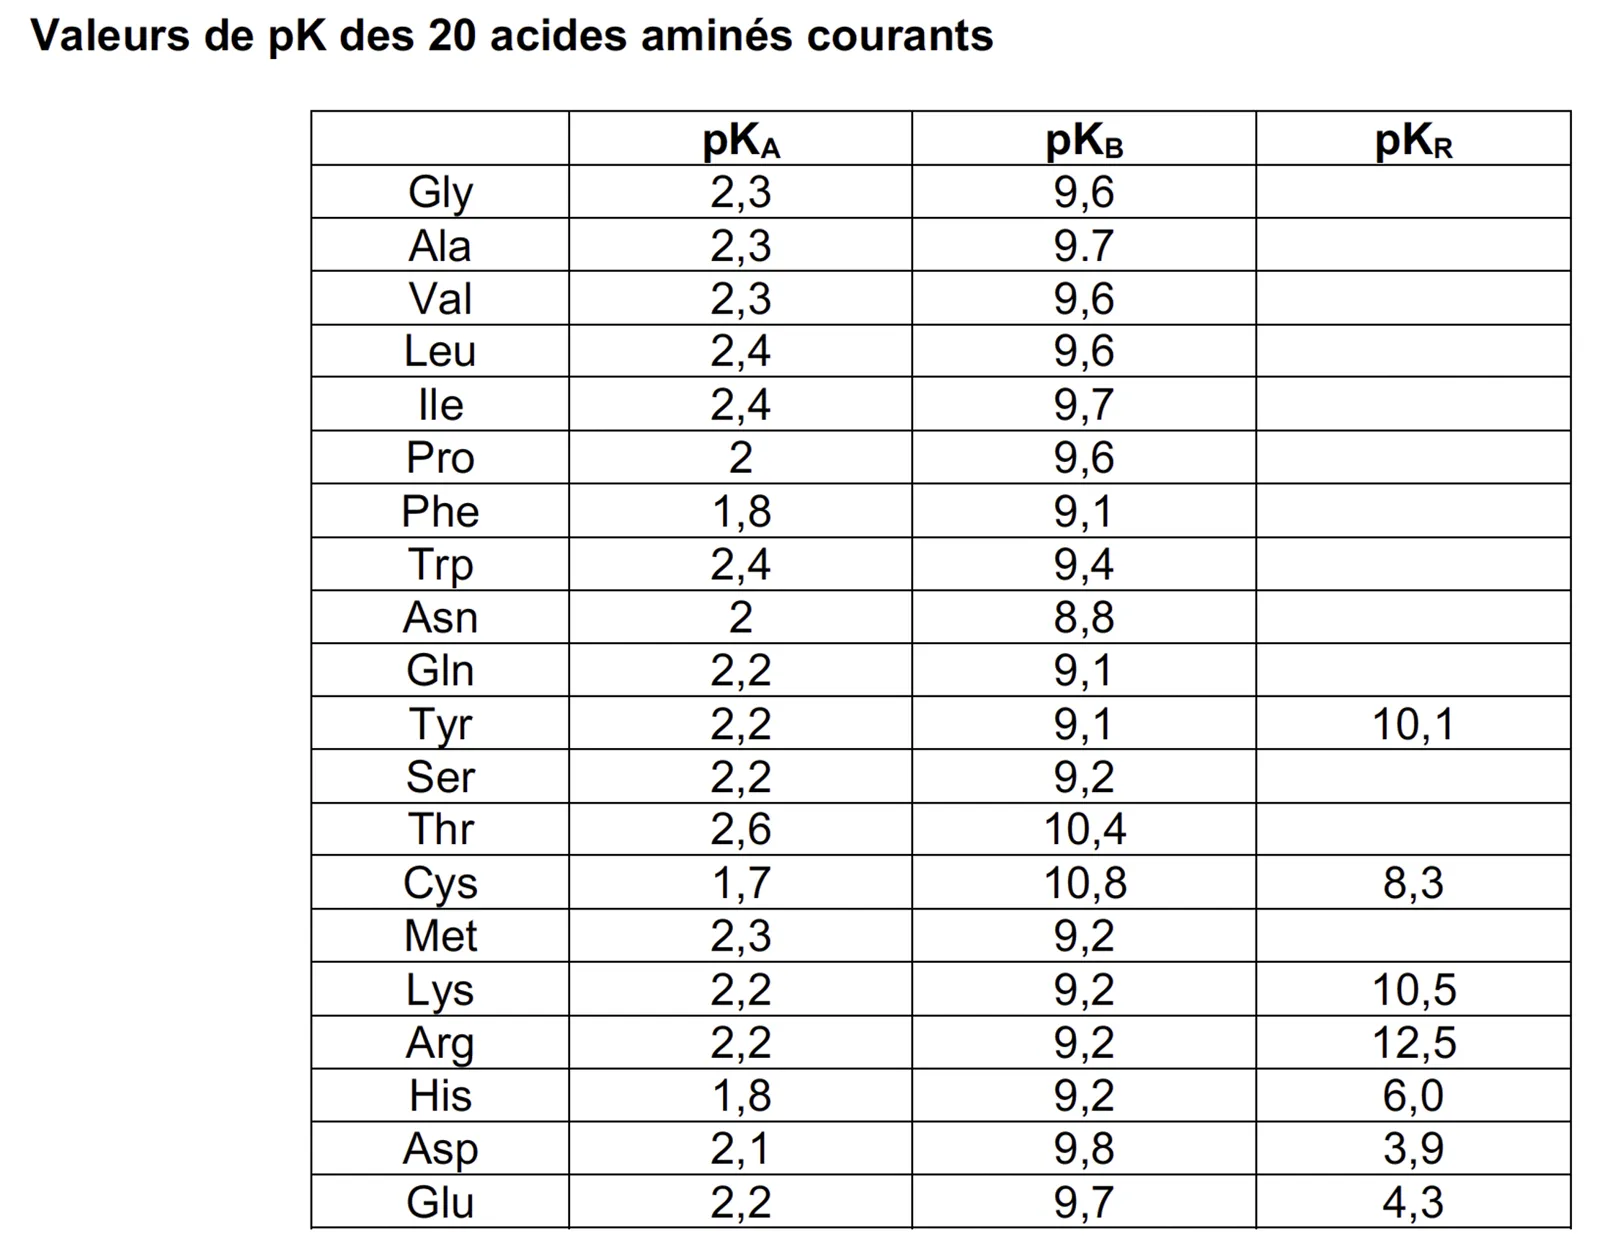 Valeurs de pK des 20 acides aminés courants
pKA pKB pKR
Gly 2,3 9,6
Ala 2,3 9.7
Val 2,3 9,6
Leu 2,4 9,6
Ile 2,4 9,7
Pro 2 9,6
Phe 1,8 9,1
Trp 2,4 9,4
Asn 2 8,8
Gln 2,2 9,1
Tyr 2,2 9,1 10,1
Ser 2,2 9,2
Thr 2,6 10,4
Cys 1,7 10,8 8,3
Met 2,3 9,2
Lys 2,2 9,2 10,5
Arg 2,2 9,2 12,5
His 1,8 9,2 6,0
Asp 2,1 9,8 3,9
Glu 2,2 9,7 4,3